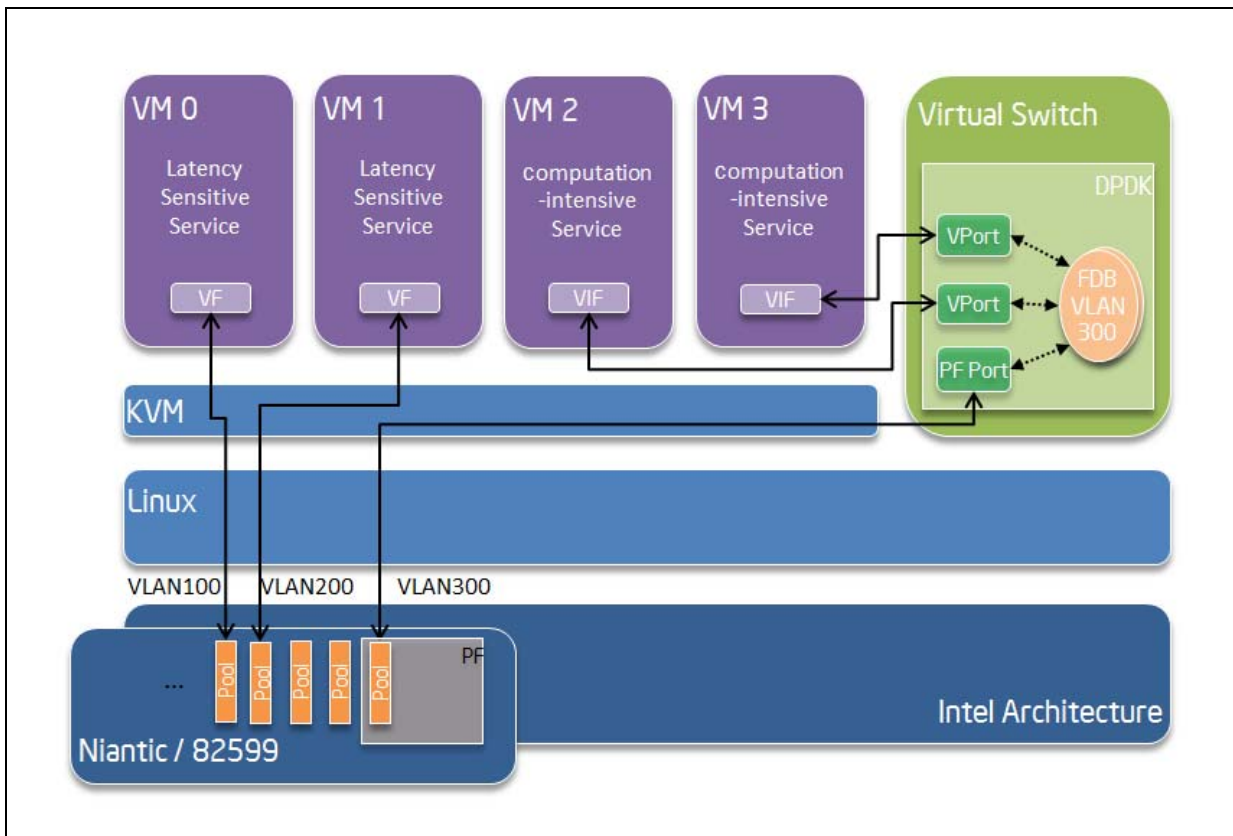 VM 0
Latency
Sensitive
Service
VF
VM 1
Latency
Sensitive
Service
VF
VM 2
computation
-intensive
Service
VIF
VM 3
computation
-intensive
Service
VIF
Virtual Switch
DPDK
VPort
VPort
PF Port
FDB
VLAN
300
KVM
Linux
VLAN100
VLAN200
VLAN300
...
Pool
Pool
Pool
Pool
Pool
PF
Niantic / 82599
Intel Architecture